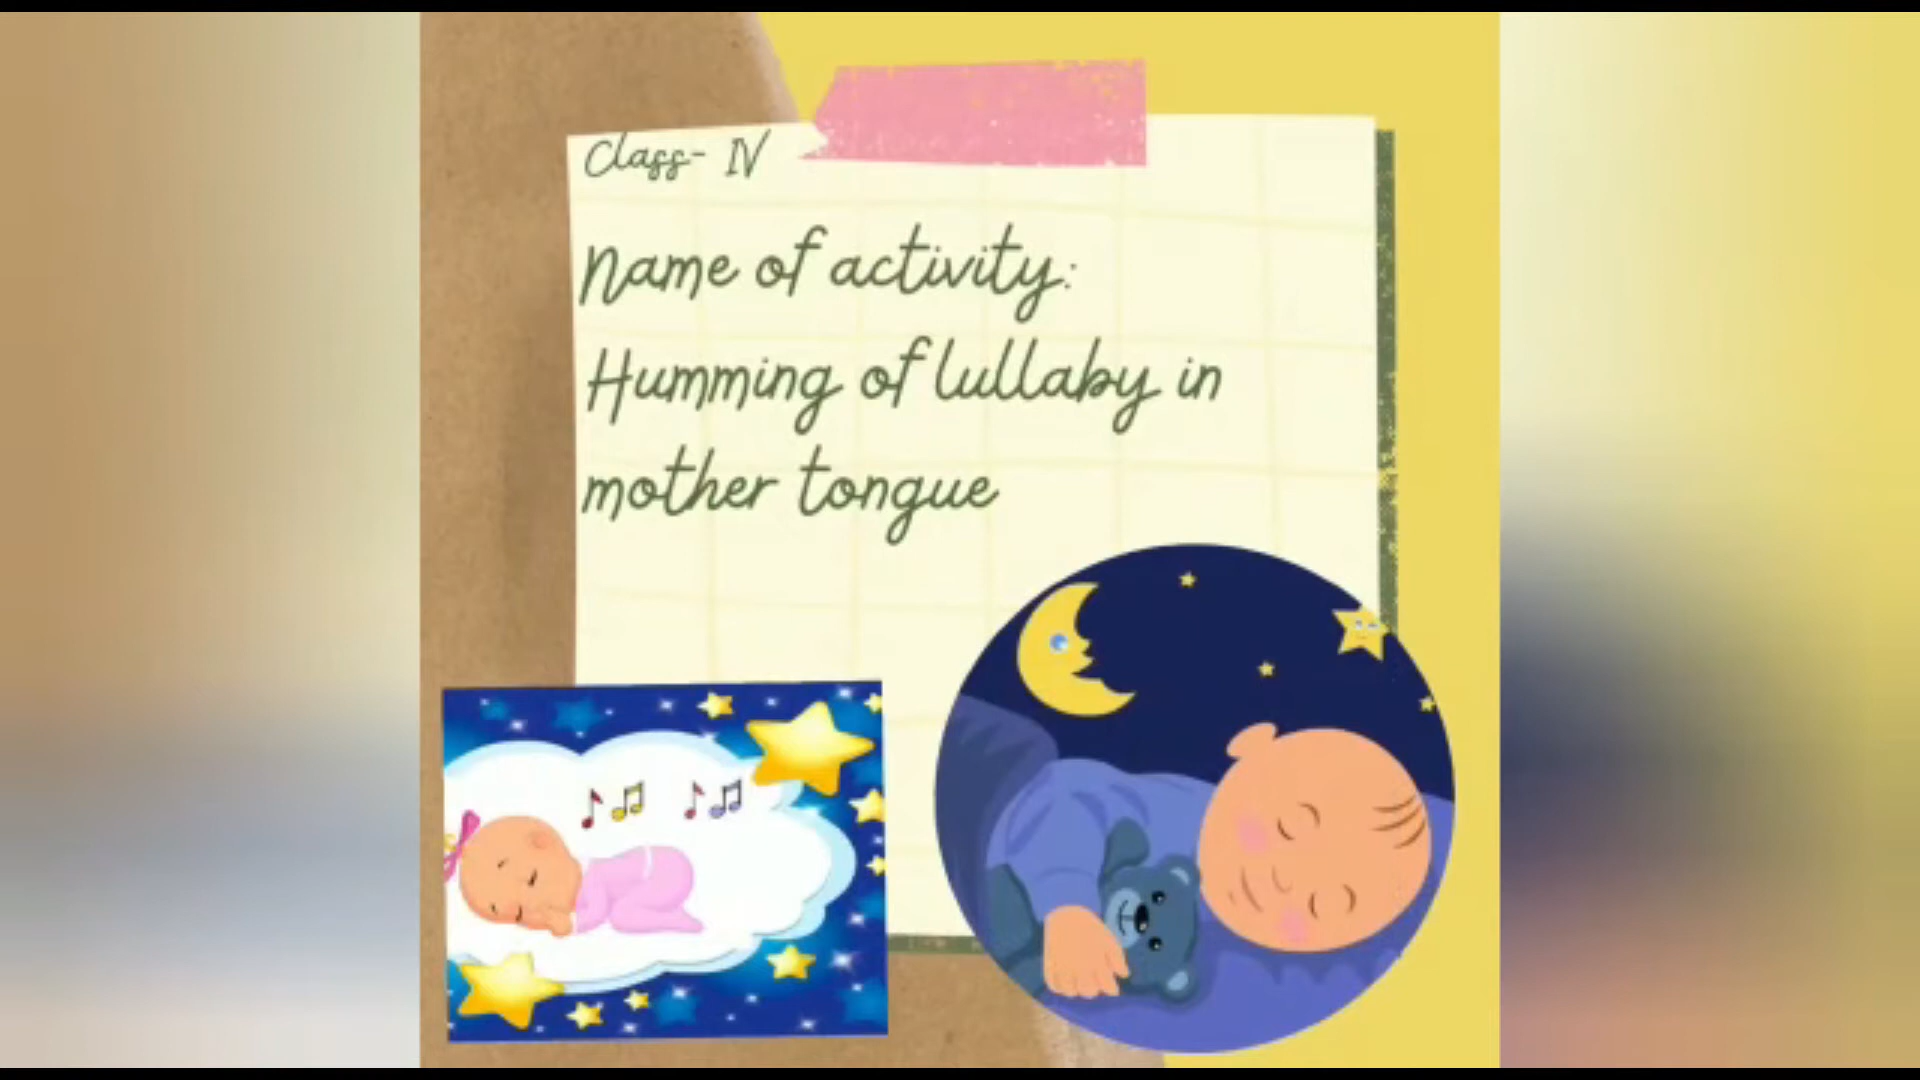 Class- IV
Name of activity:
Humming of lullaby in
mother tongue